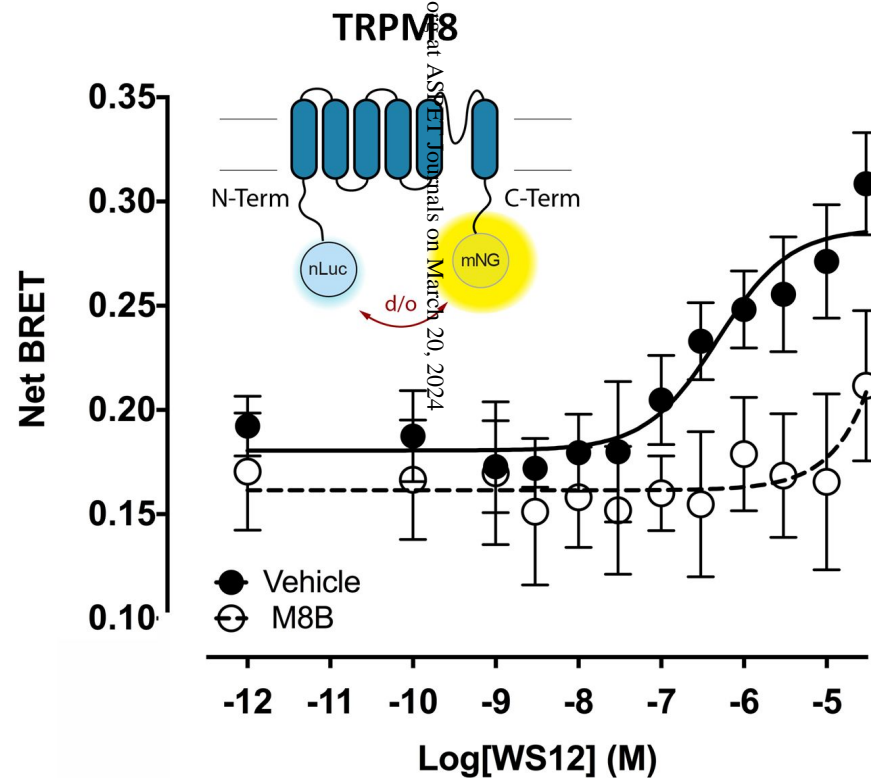 TRPM8
org at ASPET Journals on March 20, 2024
0.35
0.30
0.25
0.20
0.15
0.10
Net BRET
N-Term
C-Term
nLuc
mNG
d/o
Vehicle
M8B
-12 -11 -10 -9 -8 -7 -6 -5
Log[WS12] (M)